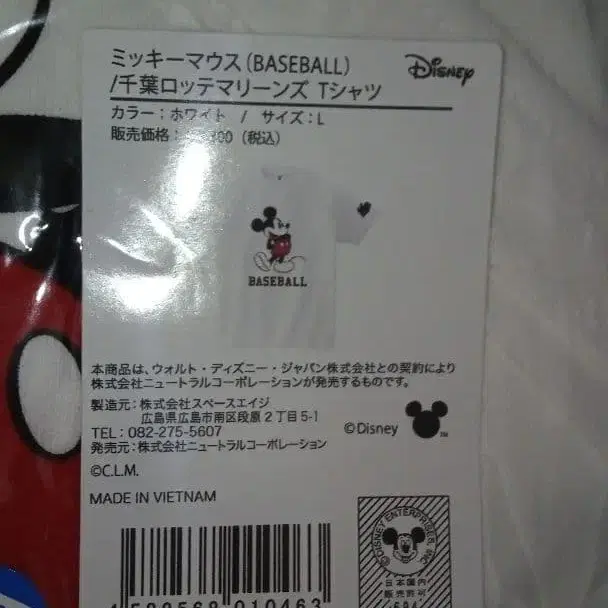 ミッキーマウス(BASEBALL)
/千葉ロッテマリーンズ Tシャツ
Disney
カラー:ホワイト / サイズ:L
販売価格: 00 (税込)
BASEBALL
本商品は、ウォルト・ディズニー・ジャパン株式会社との契約により
株式会社ニュートラルコーポレーションが発売するものです。
製造元:株式会社スペースエイジ
広島県広島市南区段原2丁目5-1
TEL: 082-275-5607
発売元:株式会社ニュートラルコーポレーション
©Disney
TM
©C.L.M.
MADE IN VIETNAM
©DISNEY ENTERPRISES, INC.
日本国内
販売許可